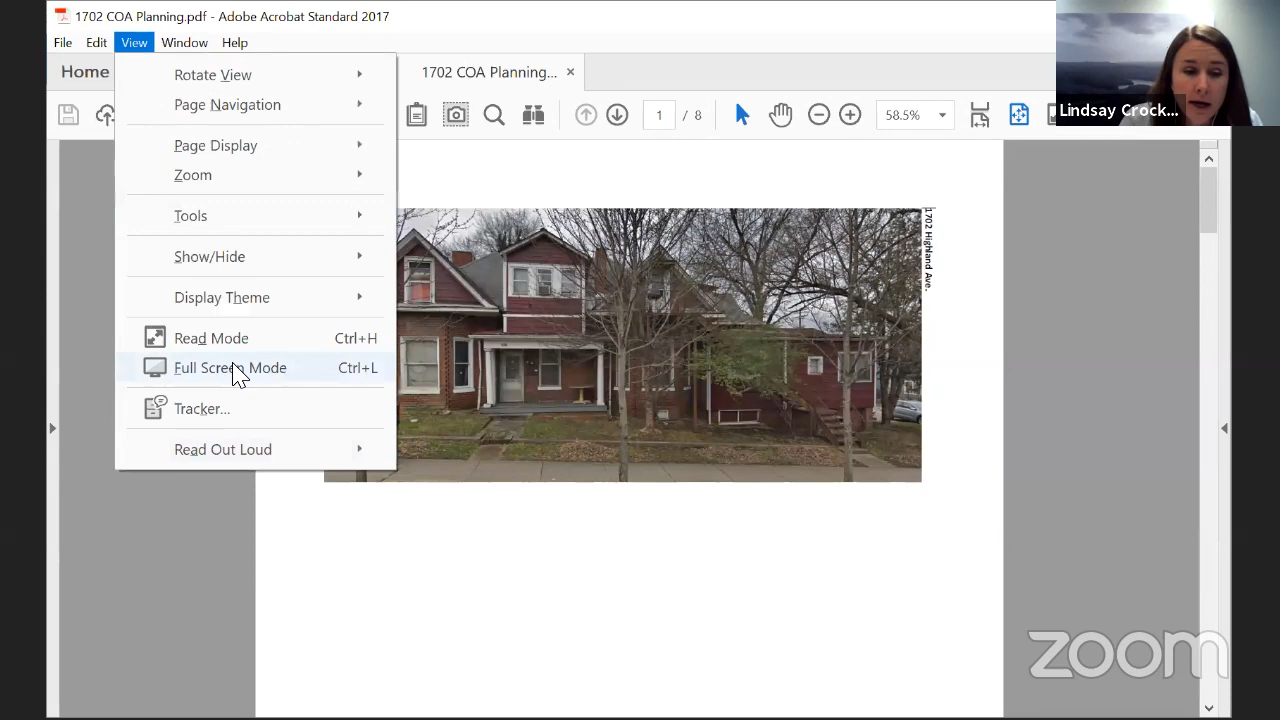 1702 COA Planning.pdf - Adobe Acrobat Standard 2017
File Edit View Window Help
Home 1702 COA Planning... ×
1 / 8 58.5%
Lindsay Crock...
Rotate View
Page Navigation
Page Display
Zoom
Tools
Show/Hide
Display Theme
Read Mode Ctrl+H
Full Screen Mode Ctrl+L
Tracker...
Read Out Loud
1702 Highland Ave.
zoom